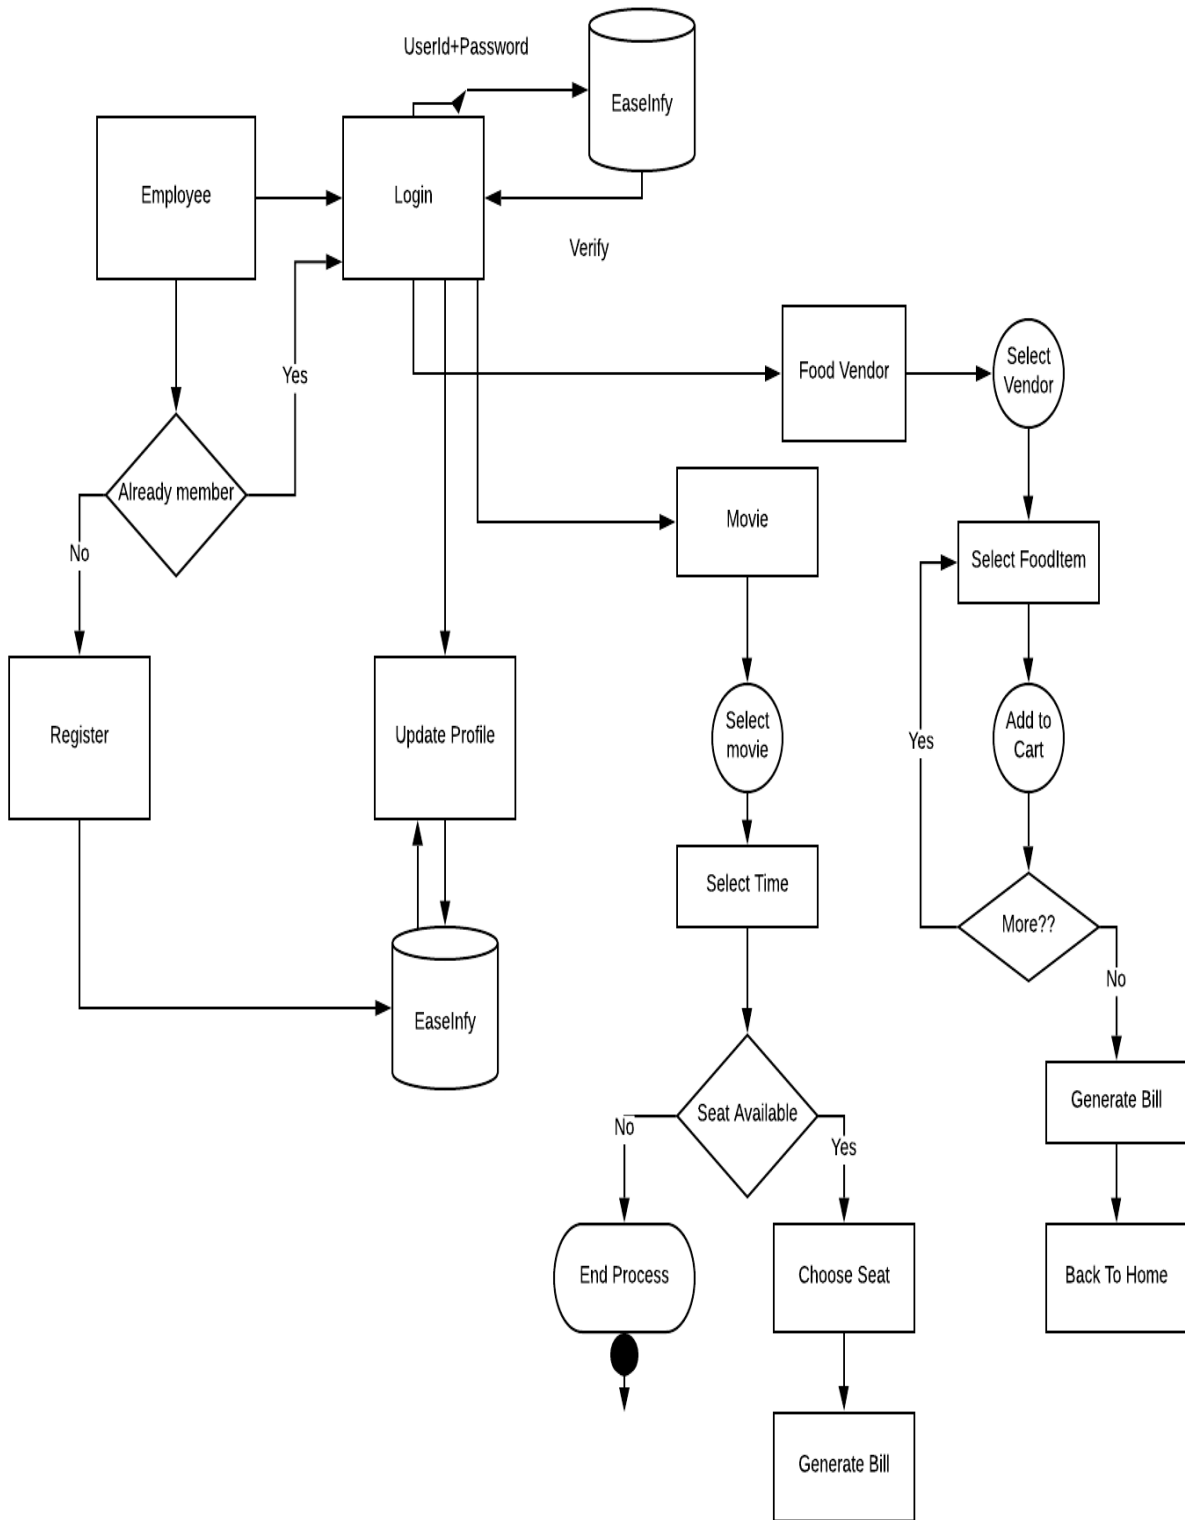 UserId+Password
EaseInfy
Employee
Login
Verify
Yes
Food Vendor
Select
Vendor
Already member
No
Movie
Select FoodItem
Register
Update Profile
Select
movie
Add to
Cart
Yes
Select Time
More??
No
EaseInfy
Seat Available
No
Yes
Generate Bill
End Process
Choose Seat
Back To Home
Generate Bill